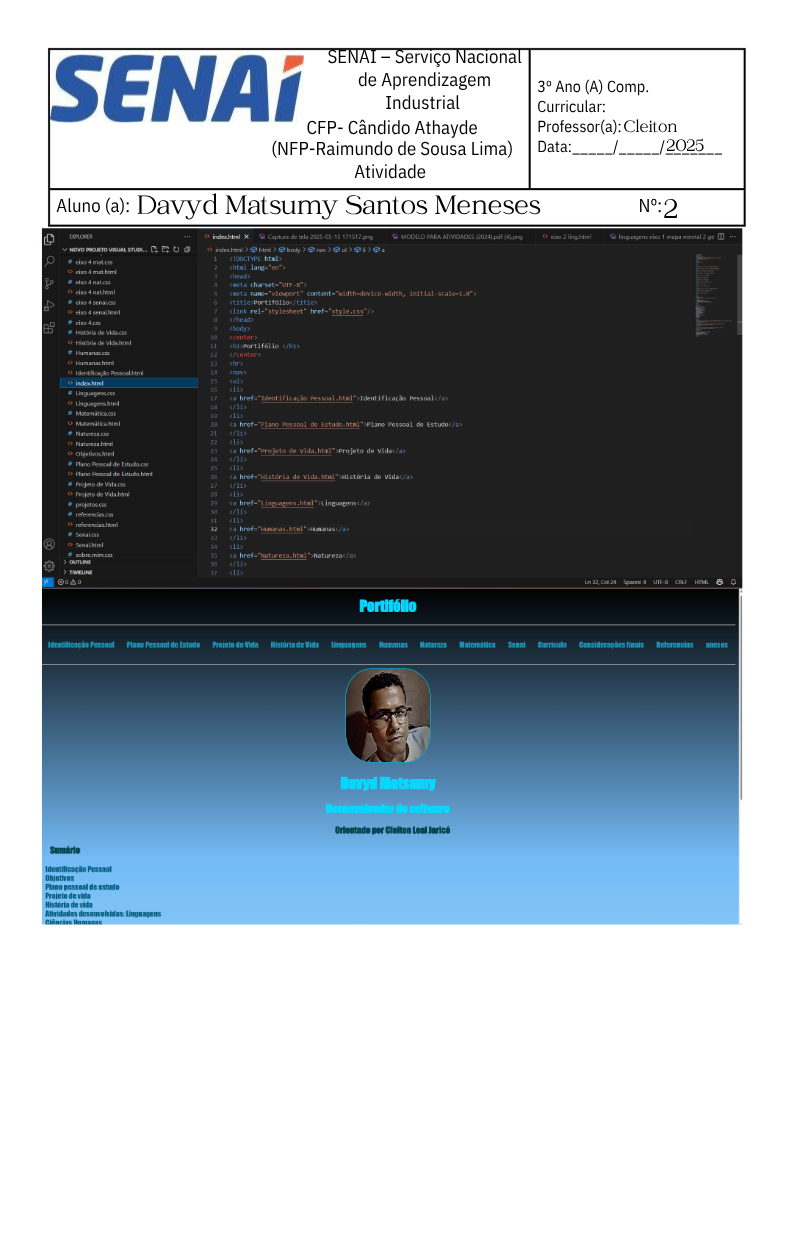 SENAI
SENAI – Serviço Nacional
de Aprendizagem
Industrial
CFP- Cândido Athayde
(NFP-Raimundo de Sousa Lima)
Atividade
3º Ano (A) Comp.
Curricular:
Professor(a): Cleiton
Data:_____/_____/2025
Aluno (a): Davyd Matsumy Santos Meneses Nº: 2
EXPLORER ···
NOVO PROJETO VISUAL STUDI...
eixo 4 mat.css
eixo 4 mat.html
eixo 4 nat.css
eixo 4 nat.html
eixo 4 senai.css
eixo 4 senai.html
eixo 4.css
História de Vida.css
História de Vida.html
Humanas.css
Humanas.html
Identificação Pessoal.html
index.html
Linguagens.css
Linguagens.html
Matemática.css
Matemática.html
Natureza.css
Natureza.html
Objetivos.html
Plano Pessoal de Estudo.css
Plano Pessoal de Estudo.html
Projeto de Vida.css
Projeto de Vida.html
projetos.css
referencias.css
referencias.html
Senai.css
Senai.html
sobre.mim.css
OUTLINE
TIMELINE
index.html Captura de tela 2025-05-15 171517.png MODELO PARA ATIVIDADES (2024).pdf (4).png eixo 2 ling.html linguagens eixo 1 mapa mental 2 ge
index.html > html > body > nav > ul > li > a
1 <!DOCTYPE html>
2 <html lang="en">
3 <head>
4 <meta charset="UTF-8">
5 <meta name="viewport" content="width=device-width, initial-scale=1.0">
6 <title>Portifólio</title>
7 <link rel="stylesheet" href="style.css"/>
8 </head>
9 <body>
10 <center>
11 <h1>Portifólio </h1>
12 </center>
13 <hr>
14 <nav>
15 <ul>
16 <li>
17 <a href="Identificação Pessoal.html">Identificação Pessoal</a>
18 </li>
19 <li>
20 <a href="Plano Pessoal de Estudo.html">Plano Pessoal de Estudo</a>
21 </li>
22 <li>
23 <a href="Projeto de Vida.html">Projeto de Vida</a>
24 </li>
25 <li>
26 <a href="História de Vida.html">História de Vida</a>
27 </li>
28 <li>
29 <a href="Linguagens.html">Linguagens</a>
30 </li>
31 <li>
32 <a href="Humanas.html">Humanas</a>
33 </li>
34 <li>
35 <a href="Natureza.html">Natureza</a>
36 </li>
37 <li>
0 0 Ln 32, Col 24 Spaces: 4 UTF-8 CRLF HTML
Portifólio
Identificação Pessoal Plano Pessoal de Estudo Projeto de Vida História de Vida Linguagens Humanas Natureza Matemática Senai Currículo Considerações finais Referencias anexos
Davyd Matsumy
Desenvolvedor de software
Orientado por Cleiton Leal Jaricó
Sumário
Identificação Pessoal
Objetivos
Plano pessoal de estudo
Projeto de vida
História de vida
Atividades desenvolvidas: Linguagens
Ciências Humanas